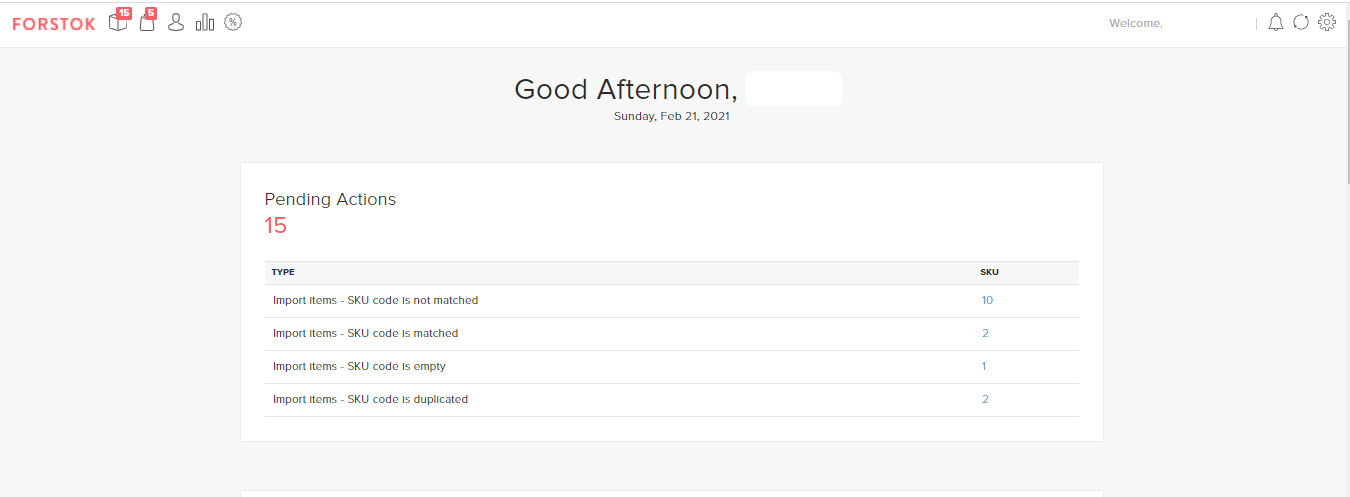 FORSTOK 15 5 % Welcome, |
Good Afternoon,
Sunday, Feb 21, 2021
Pending Actions
15
TYPE SKU
Import items - SKU code is not matched 10
Import items - SKU code is matched 2
Import items - SKU code is empty 1
Import items - SKU code is duplicated 2